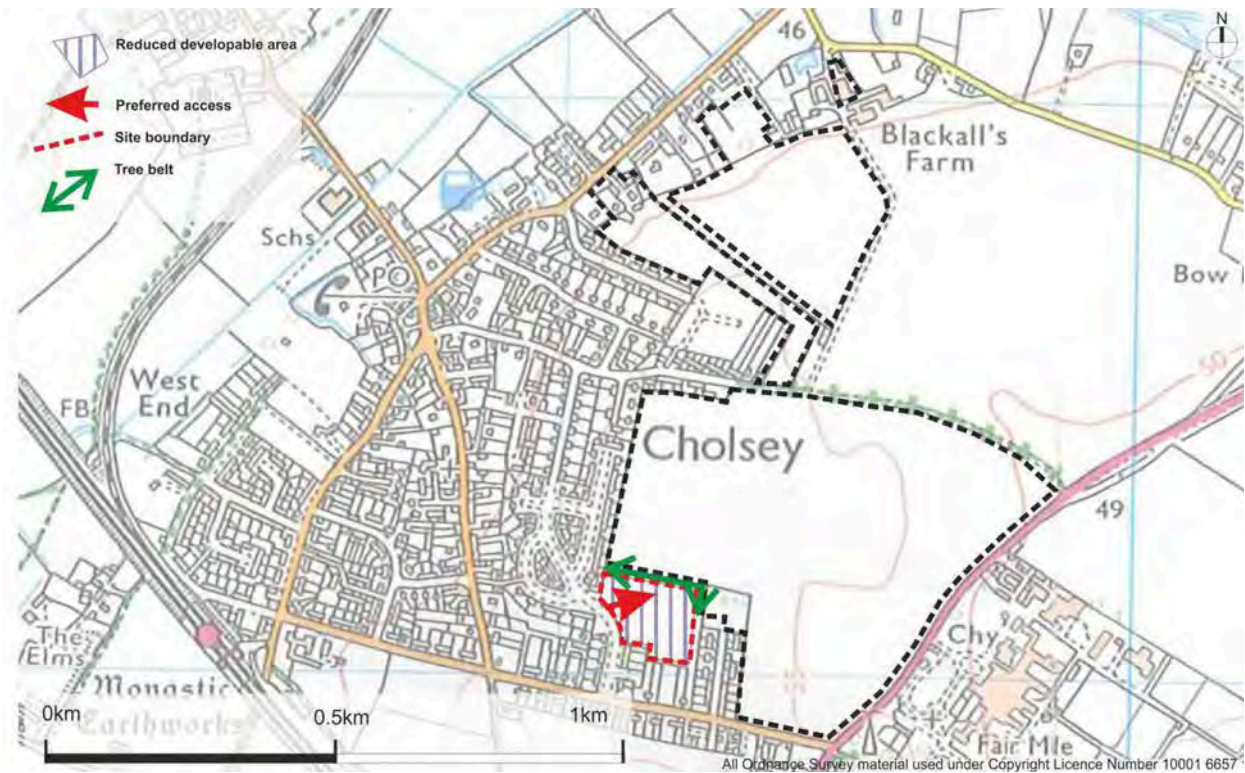 Reduced developable area
Preferred access
Site boundary
Tree belt
N
46
Blackall's
Farm
Schs
PO
Bow
West
End
FB
50
Cholsey
49
The
Elms
Chy
Monastic
Earthworks
Fair Mle
0km
0.5km
1km
All Ordnance Survey material used under Copyright Licence Number 10001 6657